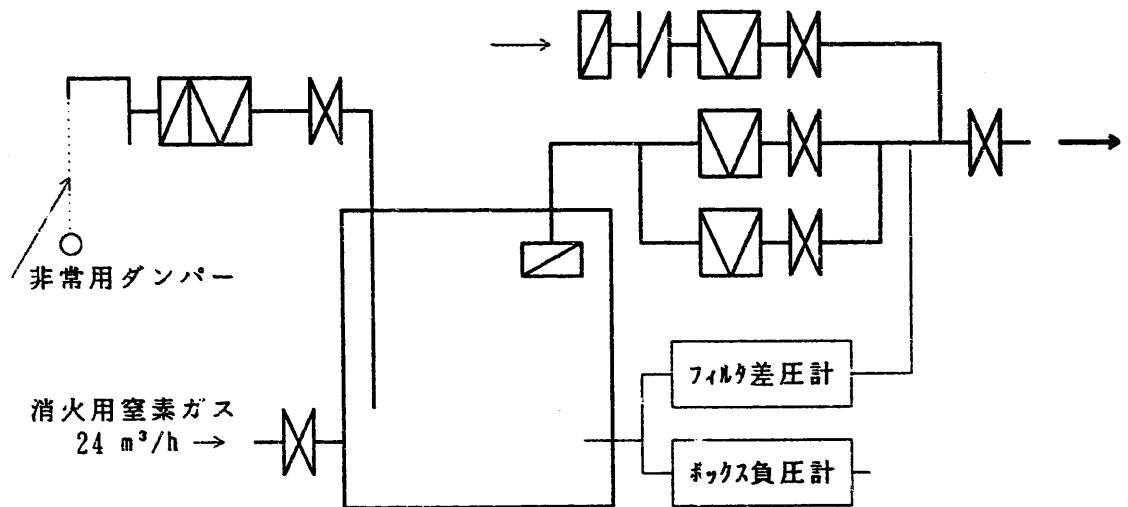 非常用ダンパー
消火用窒素ガス
24 m³/h →
フィルタ差圧計
ボックス負圧計